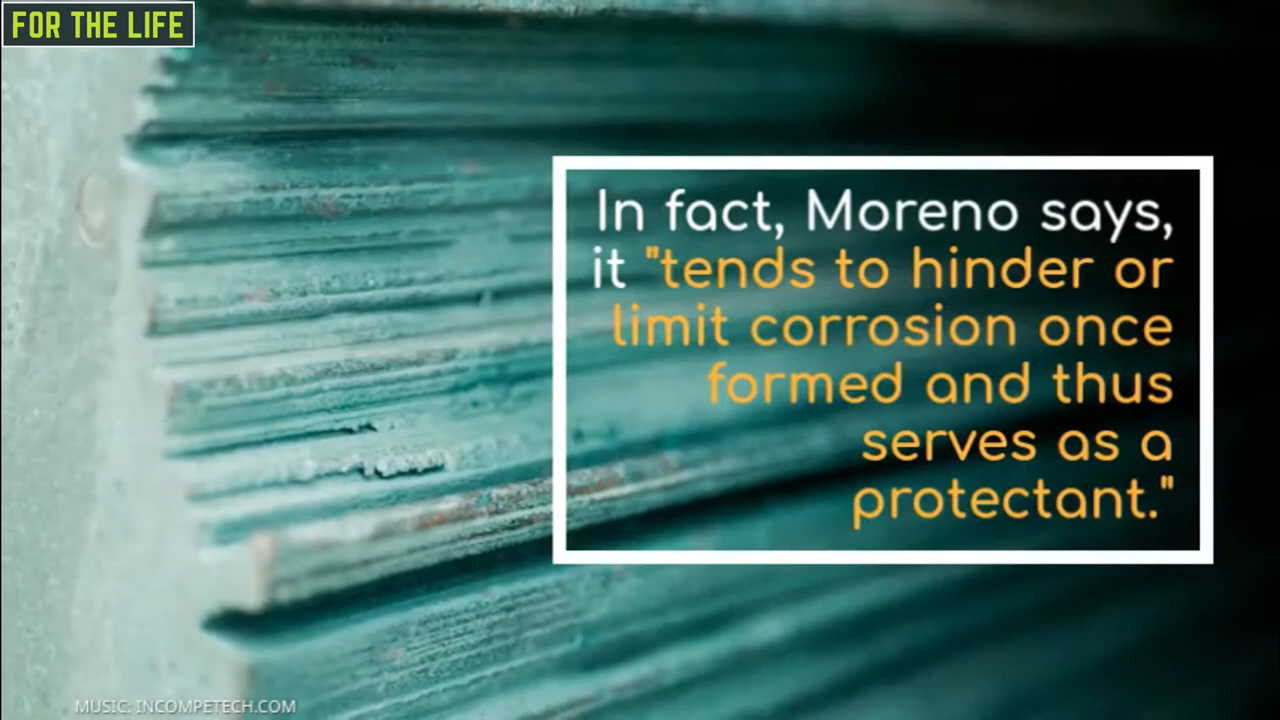 FOR THE LIFE
In fact, Moreno says,
it "tends to hinder or
limit corrosion once
formed and thus
serves as a
protectant."
MUSIC: INCOMPETECH.COM